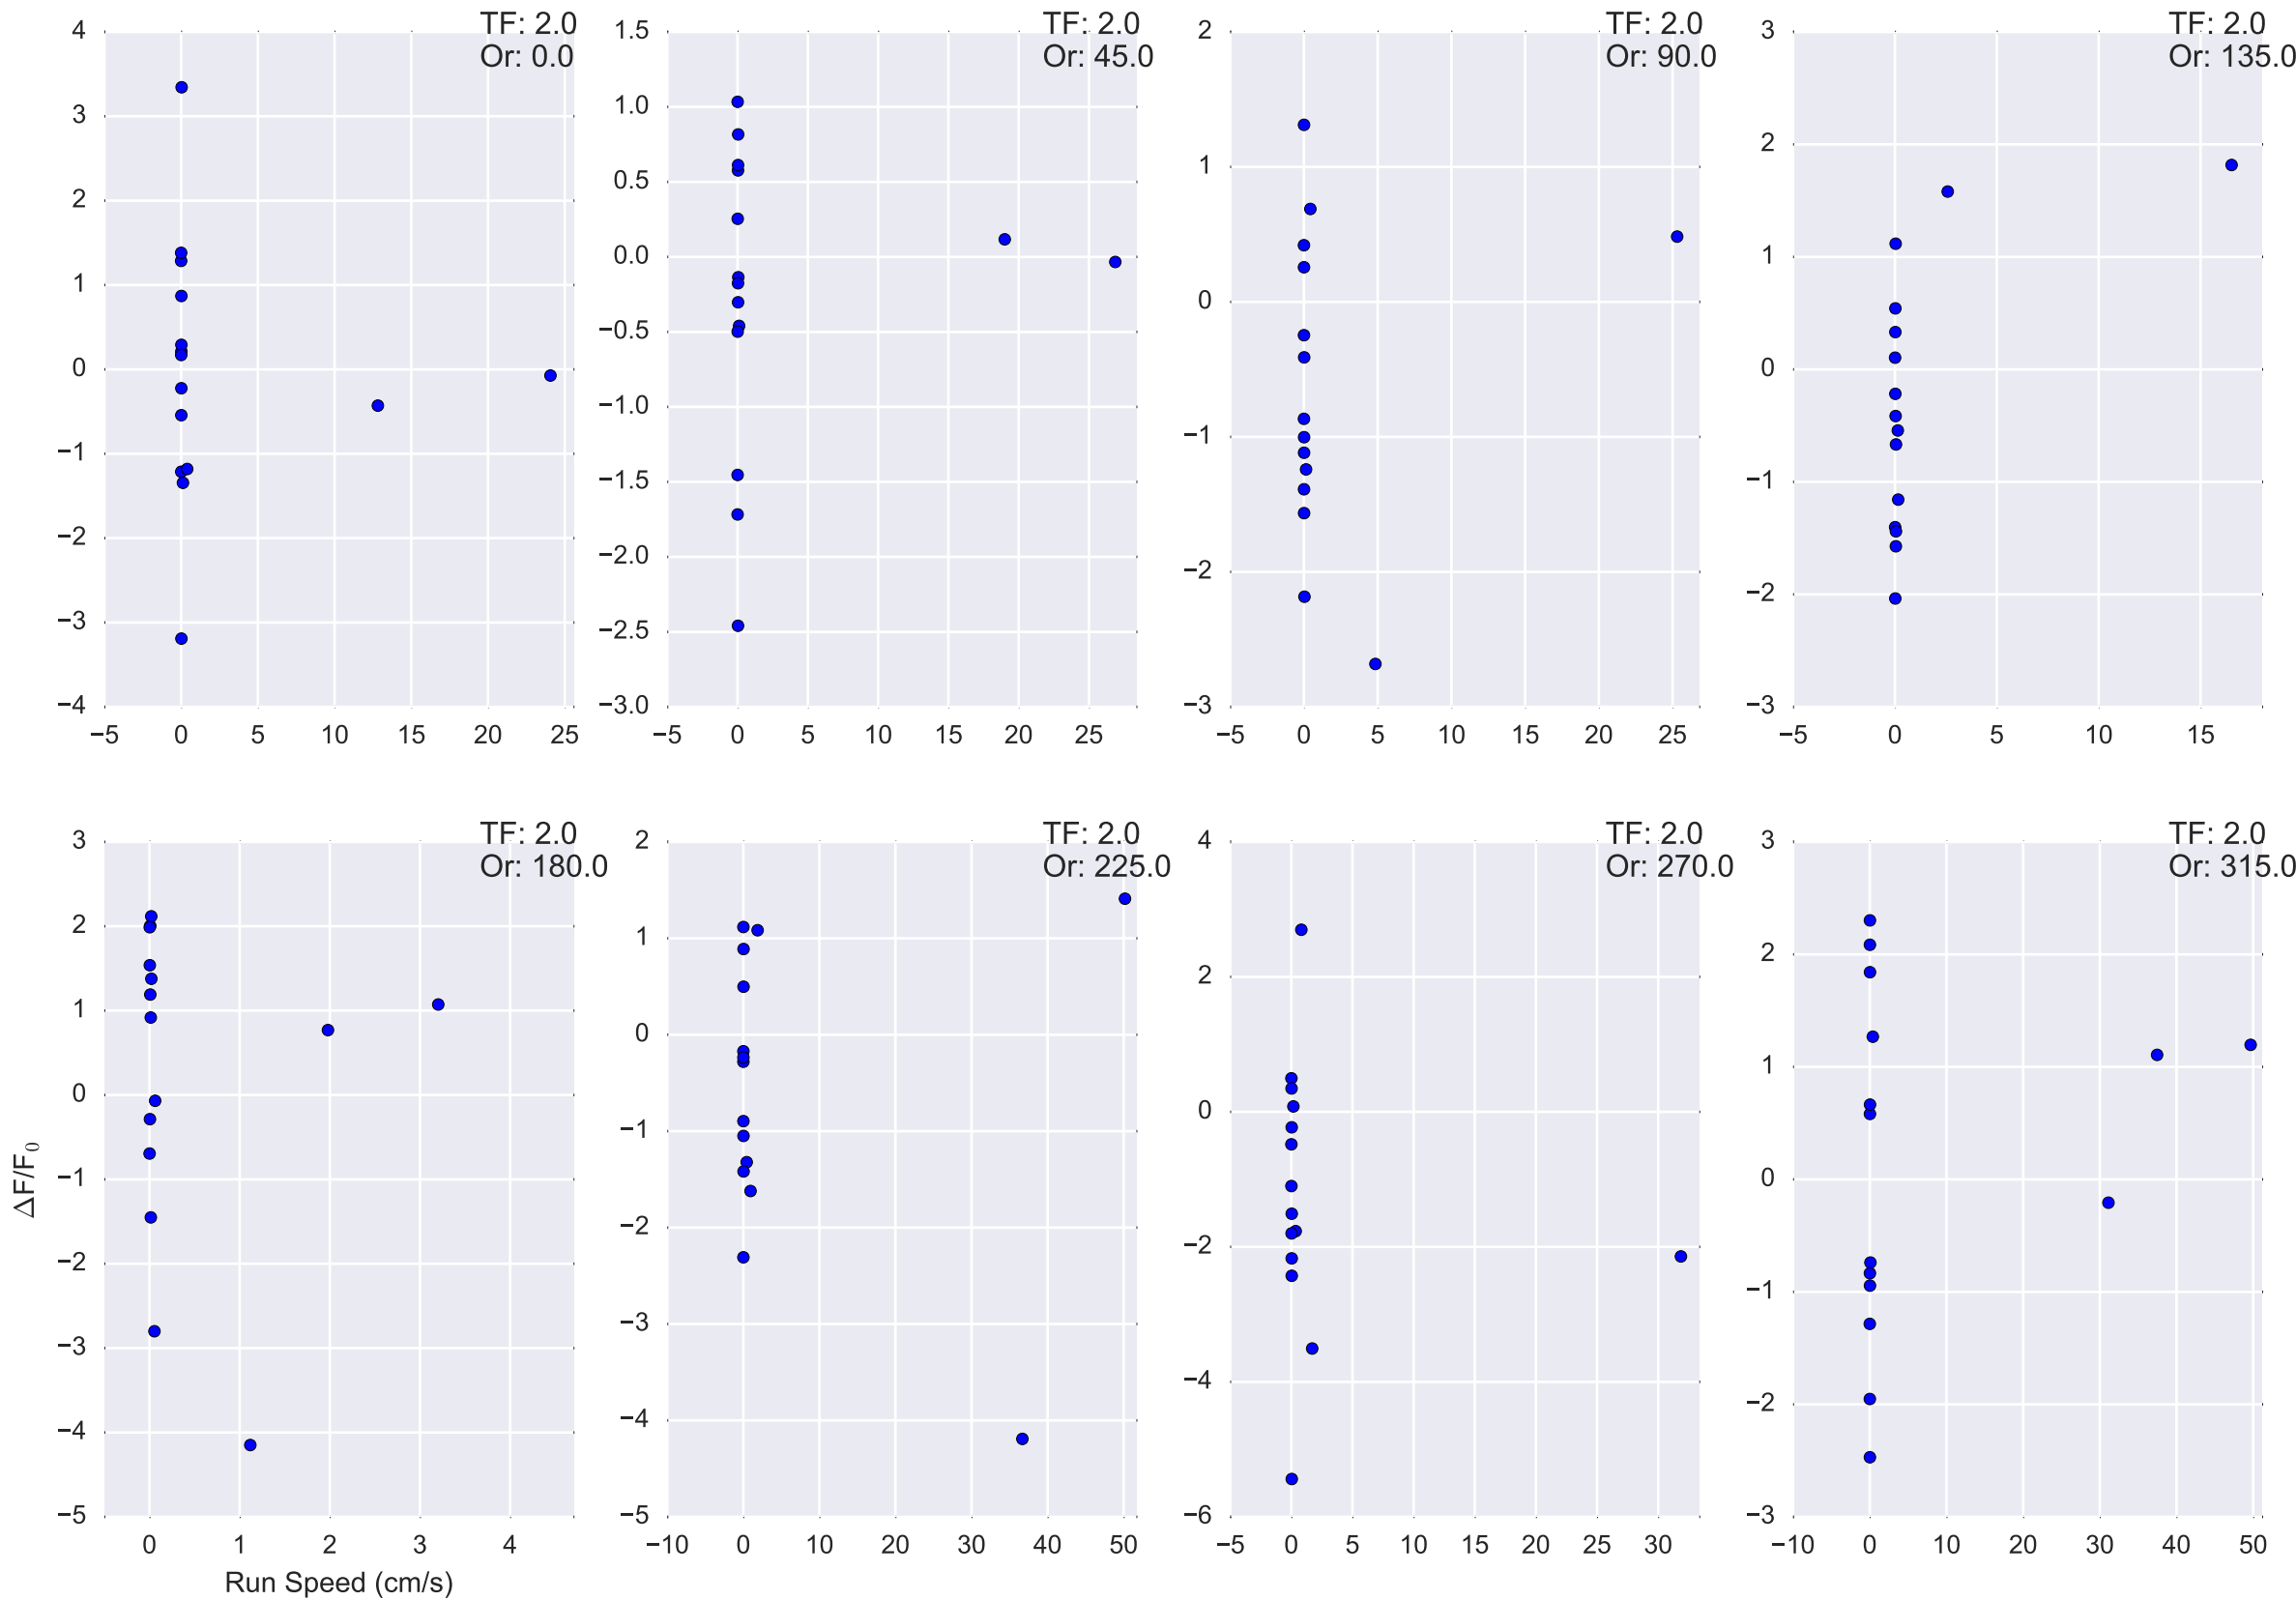 TF: 2.0
Or: 0.0
4
3
2
1
0
−1
−2
−3
−4
−5 0 5 10 15 20 25
TF: 2.0
Or: 45.0
1.5
1.0
0.5
0.0
−0.5
−1.0
−1.5
−2.0
−2.5
−3.0
−5 0 5 10 15 20 25
TF: 2.0
Or: 90.0
2
1
0
−1
−2
−3
−5 0 5 10 15 20 25
TF: 2.0
Or: 135.0
3
2
1
0
−1
−2
−3
−5 0 5 10 15
TF: 2.0
Or: 180.0
3
2
1
0
−1
−2
−3
−4
−5
0 1 2 3 4
ΔF/F₀
Run Speed (cm/s)
TF: 2.0
Or: 225.0
2
1
0
−1
−2
−3
−4
−5
−10 0 10 20 30 40 50
TF: 2.0
Or: 270.0
4
2
0
−2
−4
−6
−5 0 5 10 15 20 25 30
TF: 2.0
Or: 315.0
3
2
1
0
−1
−2
−3
−10 0 10 20 30 40 50